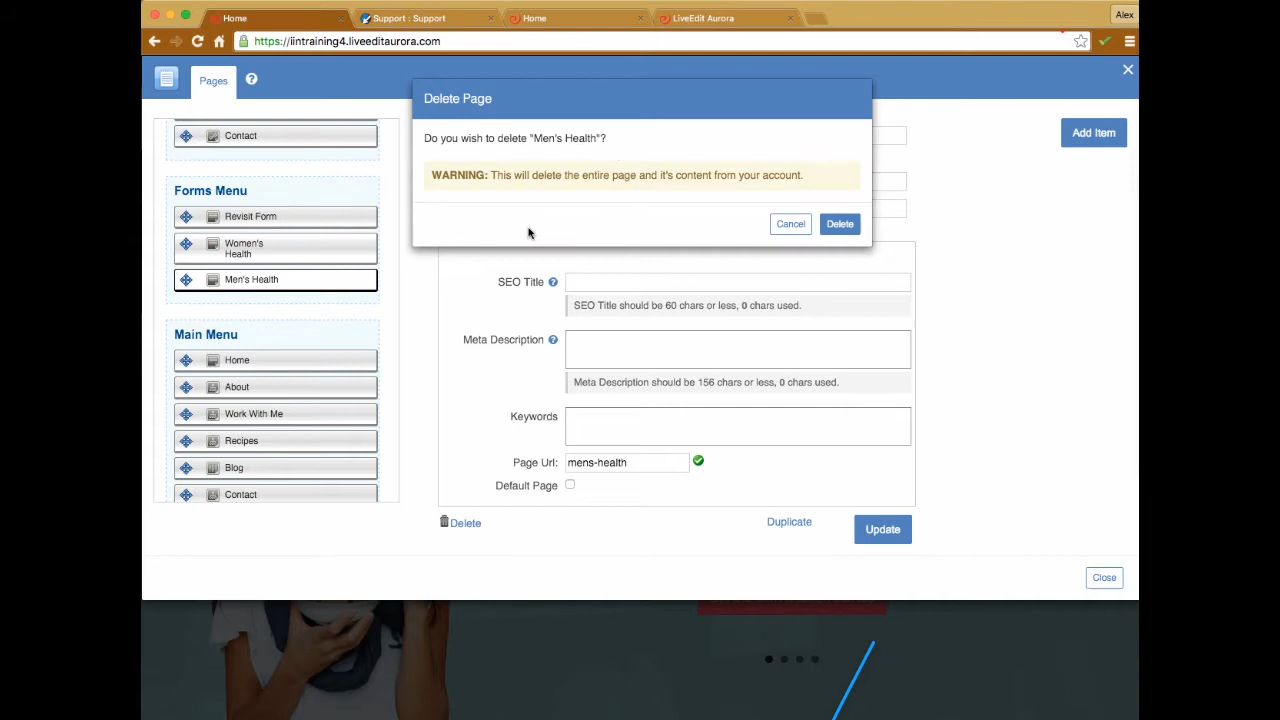 Home
Support : Support
Home
LiveEdit Aurora
Alex
https://iintraining4.liveeditaurora.com
Pages
Delete Page
Do you wish to delete "Men's Health"?
WARNING: This will delete the entire page and it's content from your account.
Cancel
Delete
Add Item
Contact
Forms Menu
Revisit Form
Women's
Health
Men's Health
Main Menu
Home
About
Work With Me
Recipes
Blog
Contact
SEO Title
SEO Title should be 60 chars or less, 0 chars used.
Meta Description
Meta Description should be 156 chars or less, 0 chars used.
Keywords
Page Url: mens-health
Default Page
Delete
Duplicate
Update
Close